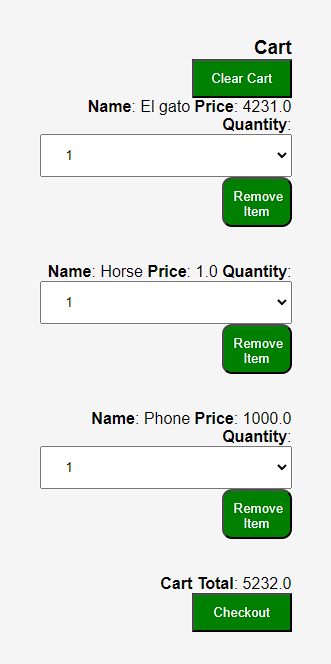 Cart
Clear Cart
Name: El gato Price: 4231.0
Quantity:
1
Remove
Item
Name: Horse Price: 1.0 Quantity:
1
Remove
Item
Name: Phone Price: 1000.0
Quantity:
1
Remove
Item
Cart Total: 5232.0
Checkout